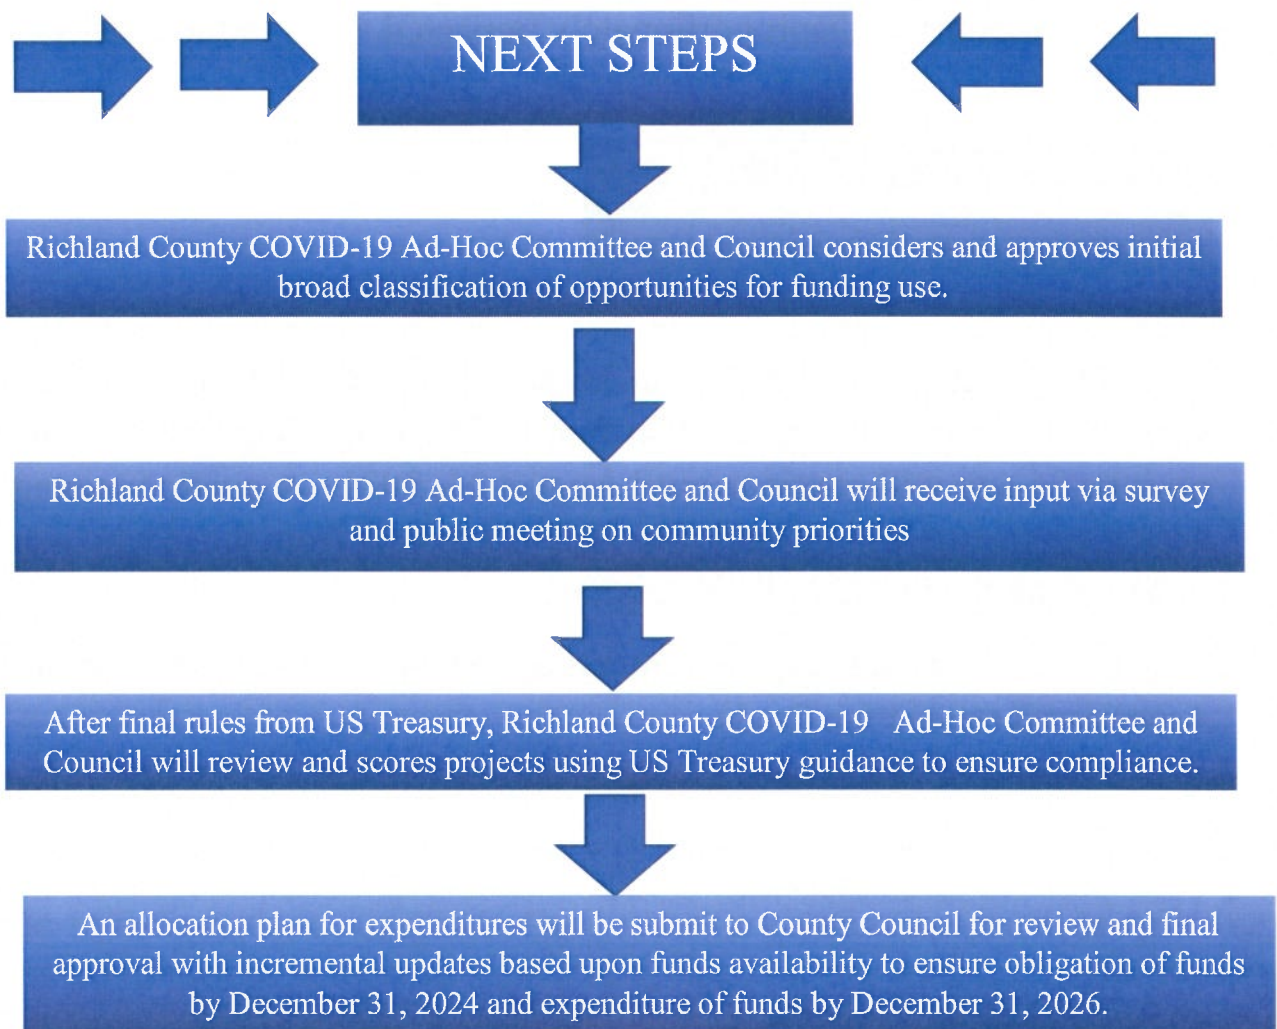 NEXT STEPS
Richland County COVID-19 Ad-Hoc Committee and Council considers and approves initial
broad classification of opportunities for funding use.
Richland County COVID-19 Ad-Hoc Committee and Council will receive input via survey
and public meeting on community priorities
After final rules from US Treasury, Richland County COVID-19 Ad-Hoc Committee and
Council will review and scores projects using US Treasury guidance to ensure compliance.
An allocation plan for expenditures will be submit to County Council for review and final
approval with incremental updates based upon funds availability to ensure obligation of funds
by December 31, 2024 and expenditure of funds by December 31, 2026.